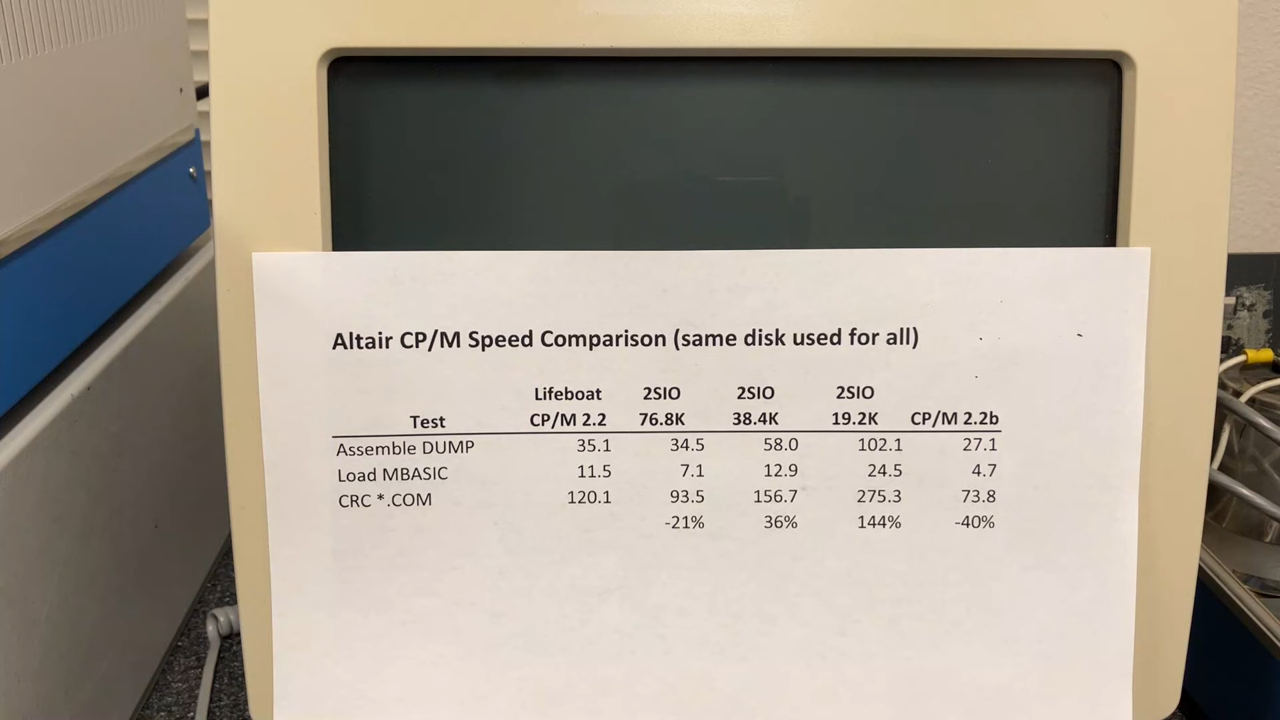 Altair CP/M Speed Comparison (same disk used for all)
Lifeboat 2SIO 2SIO 2SIO
Test CP/M 2.2 76.8K 38.4K 19.2K CP/M 2.2b
Assemble DUMP 35.1 34.5 58.0 102.1 27.1
Load MBASIC 11.5 7.1 12.9 24.5 4.7
CRC *.COM 120.1 93.5 156.7 275.3 73.8
-21% 36% 144% -40%